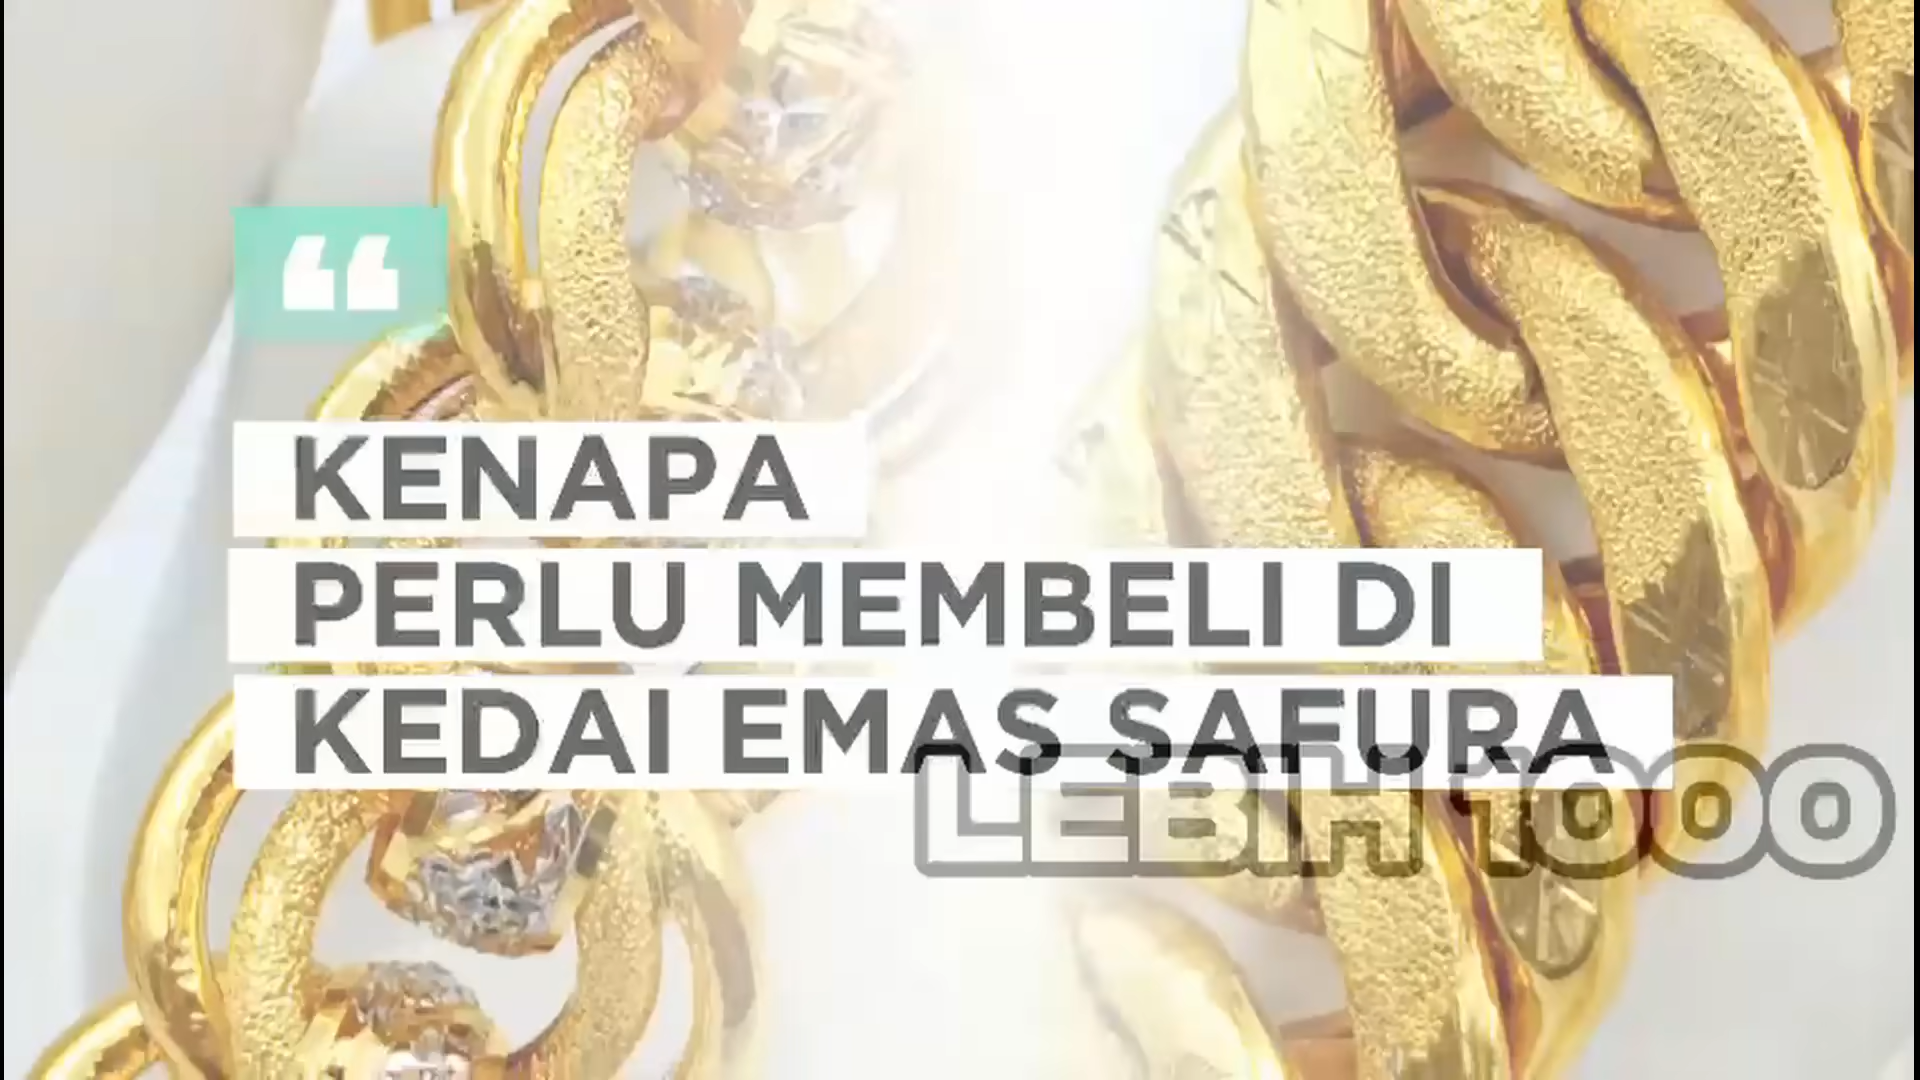 “
KENAPA
PERLU MEMBELI DI
KEDAI EMAS SAFURA
LEBIH 1000